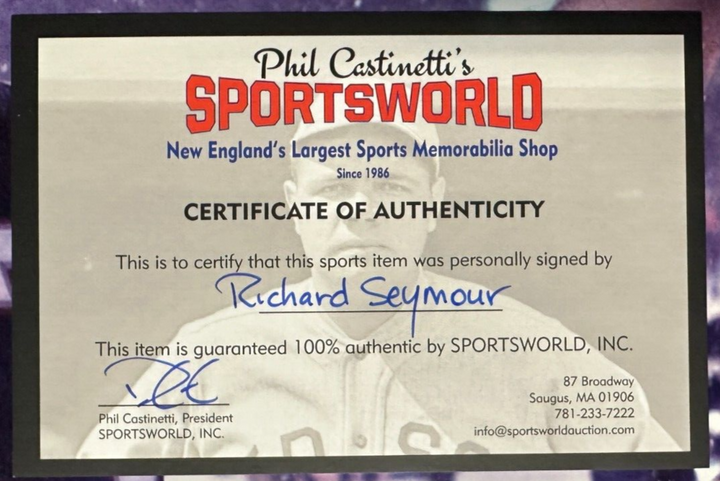 Phil Castinetti's
SPORTSWORLD
New England's Largest Sports Memorabilia Shop
Since 1986
CERTIFICATE OF AUTHENTICITY
This is to certify that this sports item was personally signed by
Richard Seymour
This item is guaranteed 100% authentic by SPORTSWORLD, INC.
Phil Castinetti, President
SPORTSWORLD, INC.
87 Broadway
Saugus, MA 01906
781-233-7222
info@sportsworldauction.com